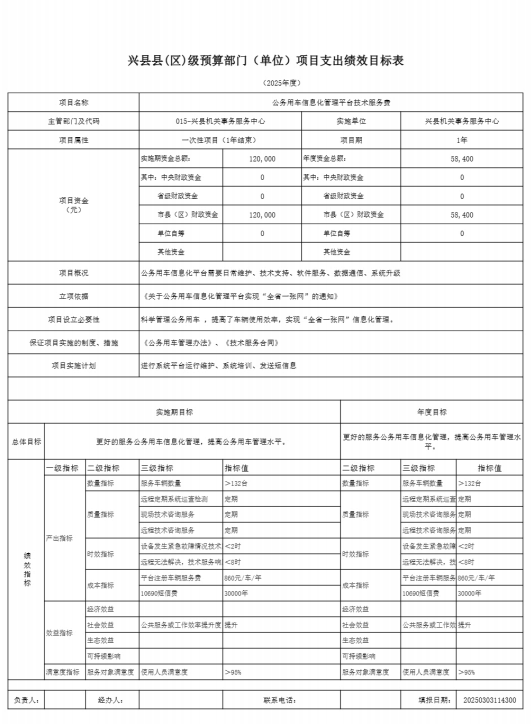 兴县县(区)级预算部门（单位）项目支出绩效目标表
（2025年度）
项目名称 公务用车信息化管理平台技术服务费
主管部门及代码 015-兴县机关事务服务中心 实施单位 兴县机关事务服务中心
项目属性 一次性项目（1年结束） 项目期 1年
项目资金（元） 实施期资金总额： 120,000 年度资金总额： 58,400
其中：中央财政资金 0 其中：中央财政资金 0
省级财政资金 0 省级财政资金 0
市县（区）财政资金 120,000 市县（区）财政资金 58,400
单位自筹 0 单位自筹 0
其他资金 其他资金
项目概况 公务用车信息化平台需要日常维护、技术支持、软件服务、数据通信、系统升级
立项依据 《关于公务用车信息化管理平台实现“全省一张网”的通知》
项目设立必要性 科学管理公务用车 ，提高了车辆使用效率，实现“全省一张网”信息化管理。
保证项目实施的制度、措施 《公务用车管理办法》、《技术服务合同》
项目实施计划 进行系统平台运行维护、系统培训、发送短信息
实施期目标 年度目标
总体目标 更好的服务公务用车信息化管理，提高公务用车管理水平。 更好的服务公务用车信息化管理，提高公务用车管理水平。
绩效指标 一级指标 二级指标 三级指标 指标值 二级指标 三级指标 指标值
产出指标 数量指标 服务车辆数量 >132台 数量指标 服务车辆数量 >132台
质量指标 远程定期系统巡查检测 定期 质量指标 远程定期系统巡查 定期
现场技术咨询服务 定期 现场技术咨询服务 定期
远程技术咨询服务 定期 远程技术咨询服务 定期
时效指标 设备发生紧急故障情况技术 <2时 时效指标 设备发生紧急故障 <2时
远程无法解决，技术服务响 <8时 远程无法解决，技 <8时
成本指标 平台注册车辆服务费 860元/车/年 成本指标 平台注册车辆服务 860元/车/年
10690短信费 30000年 10690短信费 30000年
效益指标 经济效益 经济效益
社会效益 公共服务或工作效率提升度 提升 社会效益 公共服务或工作效 提升
生态效益 生态效益
可持续影响 可持续影响
满意度指标 服务对象满意度 使用人员满意度 >95% 服务对象满意度 使用人员满意度 >95%
负责人： 经办人： 联系电话： 填报日期： 20250303114300